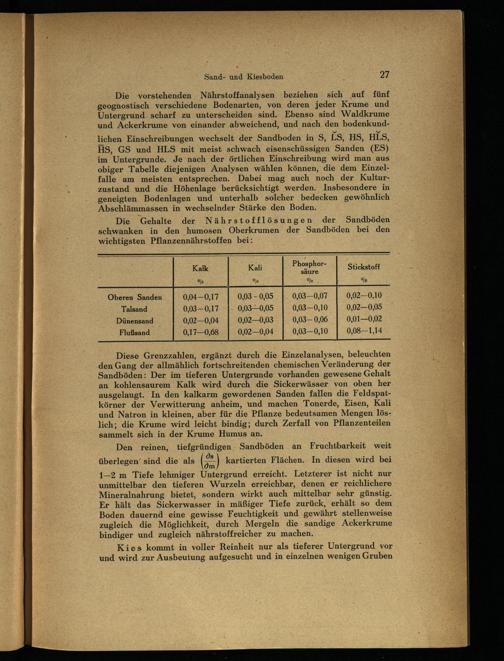 Sand- und Kiesboden 27
Die vorstehenden Nährstoffanalysen beziehen sich auf fünf
geognostisch verschiedene Bodenarten, von deren jeder Krume und
Untergrund scharf zu unterscheiden sind. Ebenso sind Waldkrume
und Ackerkrume von einander abweichend, und nach den bodenkund-
lichen Einschreibungen wechselt der Sandboden in S, L̄S, HS, HL̄S,
H̄S, GS und HLS mit meist schwach eisenschüssigen Sanden (ES)
im Untergrunde. Je nach der örtlichen Einschreibung wird man aus
obiger Tabelle diejenigen Analysen wählen können, die dem Einzel-
falle am meisten entsprechen. Dabei mag auch noch der Kultur-
zustand und die Höhenlage berücksichtigt werden. Insbesondere in
geneigten Bodenlagen und unterhalb solcher bedecken gewöhnlich
Abschlämmassen in wechselnder Stärke den Boden.
Die Gehalte der Nährstofflösungen der Sandböden
schwanken in den humosen Oberkrumen der Sandböden bei den
wichtigsten Pflanzennährstoffen bei:
Kalk Kali Phosphor- Stickstoff
säure
% % % %
Oberen Sanden 0,04—0,17 0,03-0,05 0,03—0,07 0,02—0,10
Talsand 0,03—0,17 0,03—0,05 0,03—0,10 0,02—0,05
Dünensand 0,02—0,04 0,02—0,03 0,03—0,06 0,01—0,02
Flußsand 0,17—0,68 0,02—0,04 0,03—0,10 0,08—1,14
Diese Grenzzahlen, ergänzt durch die Einzelanalysen, beleuchten
den Gang der allmählich fortschreitenden chemischen Veränderung der
Sandböden: Der im tieferen Untergrunde vorhanden gewesene Gehalt
an kohlensaurem Kalk wird durch die Sickerwässer von oben her
ausgelaugt. In den kalkarm gewordenen Sanden fallen die Feldspat-
körner der Verwitterung anheim, und machen Tonerde, Eisen, Kali
und Natron in kleinen, aber für die Pflanze bedeutsamen Mengen lös-
lich; die Krume wird leicht bindig; durch Zerfall von Pflanzenteilen
sammelt sich in der Krume Humus an.
Den reinen, tiefgründigen Sandböden an Fruchtbarkeit weit
überlegen sind die als (∂s/∂m) kartierten Flächen. In diesen wird bei
1—2 m Tiefe lehmiger Untergrund erreicht. Letzterer ist nicht nur
unmittelbar den tieferen Wurzeln erreichbar, denen er reichlichere
Mineralnahrung bietet, sondern wirkt auch mittelbar sehr günstig.
Er hält das Sickerwasser in mäßiger Tiefe zurück, erhält so dem
Boden dauernd eine gewisse Feuchtigkeit und gewährt stellenweise
zugleich die Möglichkeit, durch Mergeln die sandige Ackerkrume
bindiger und zugleich nährstoffreicher zu machen.
Kies kommt in voller Reinheit nur als tieferer Untergrund vor
und wird zur Ausbeutung aufgesucht und in einzelnen wenigen Gruben